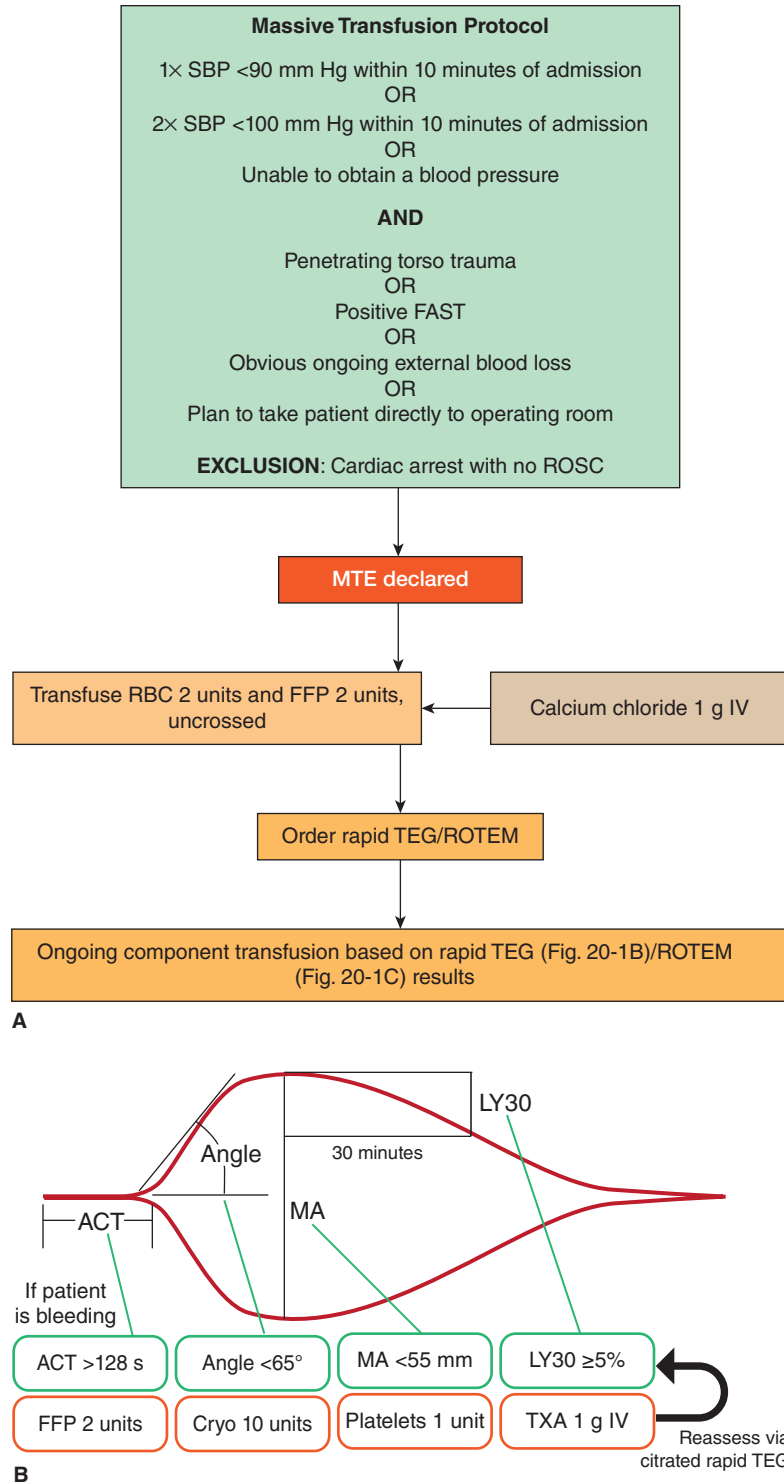 Massive Transfusion Protocol
1× SBP <90 mm Hg within 10 minutes of admission
OR
2× SBP <100 mm Hg within 10 minutes of admission
OR
Unable to obtain a blood pressure
AND
Penetrating torso trauma
OR
Positive FAST
OR
Obvious ongoing external blood loss
OR
Plan to take patient directly to operating room
EXCLUSION: Cardiac arrest with no ROSC
MTE declared
Transfuse RBC 2 units and FFP 2 units,
uncrossed
Calcium chloride 1 g IV
Order rapid TEG/ROTEM
Ongoing component transfusion based on rapid TEG (Fig. 20-1B)/ROTEM
(Fig. 20-1C) results
A
LY30
Angle
30 minutes
MA
ACT
If patient
is bleeding
ACT >128 s
Angle <65°
MA <55 mm
LY30 ≥5%
FFP 2 units
Cryo 10 units
Platelets 1 unit
TXA 1 g IV
Reassess via
citrated rapid TEG
B